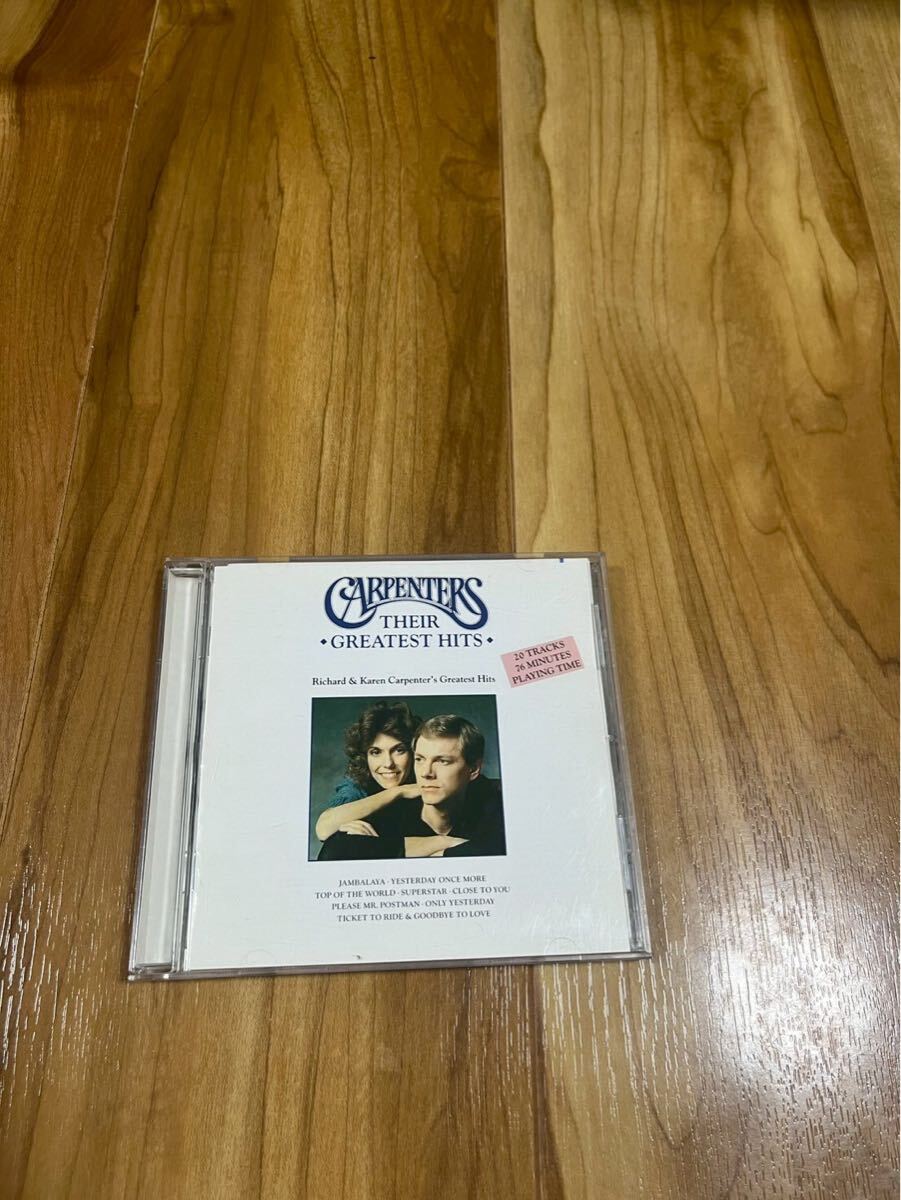 CARPENTERS
THEIR
• GREATEST HITS •
20 TRACKS
76 MINUTES
PLAYING TIME
Richard & Karen Carpenter's Greatest Hits
JAMBALAYA · YESTERDAY ONCE MORE
TOP OF THE WORLD · SUPERSTAR · CLOSE TO YOU
PLEASE MR. POSTMAN · ONLY YESTERDAY
TICKET TO RIDE & GOODBYE TO LOVE